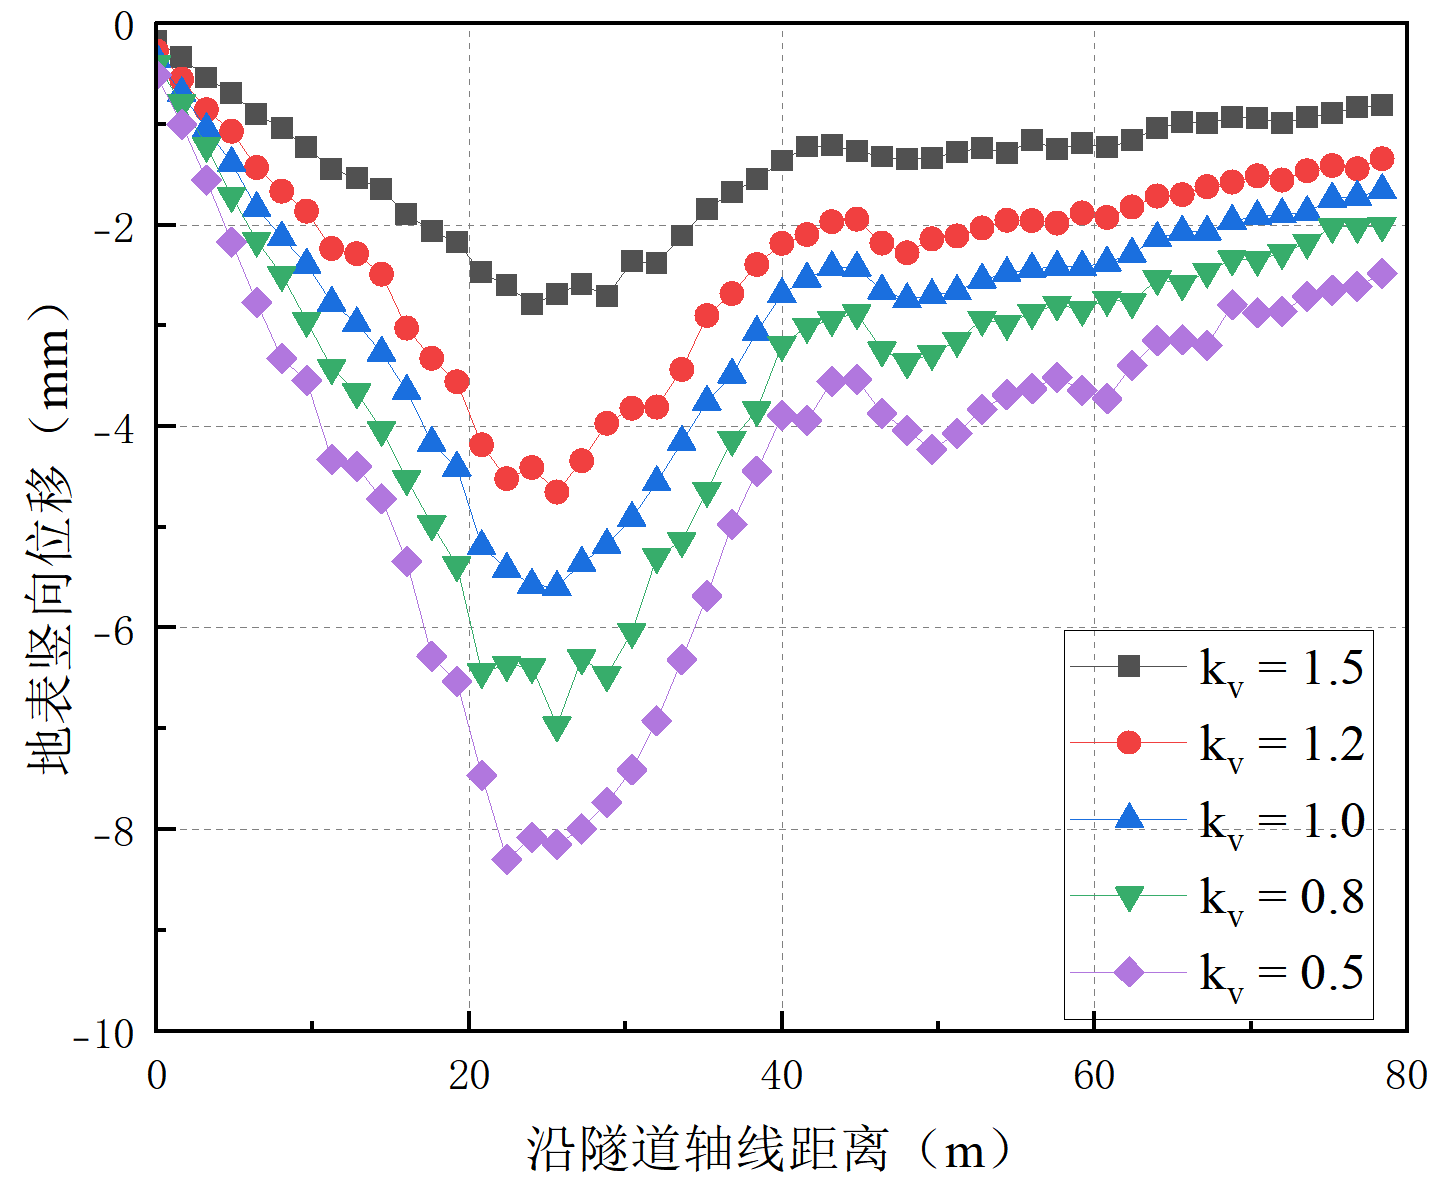 0
-2
-4
-6
-8
-10
0
20
40
60
80
地表竖向位移（mm）
沿隧道轴线距离（m）
kv = 1.5
kv = 1.2
kv = 1.0
kv = 0.8
kv = 0.5